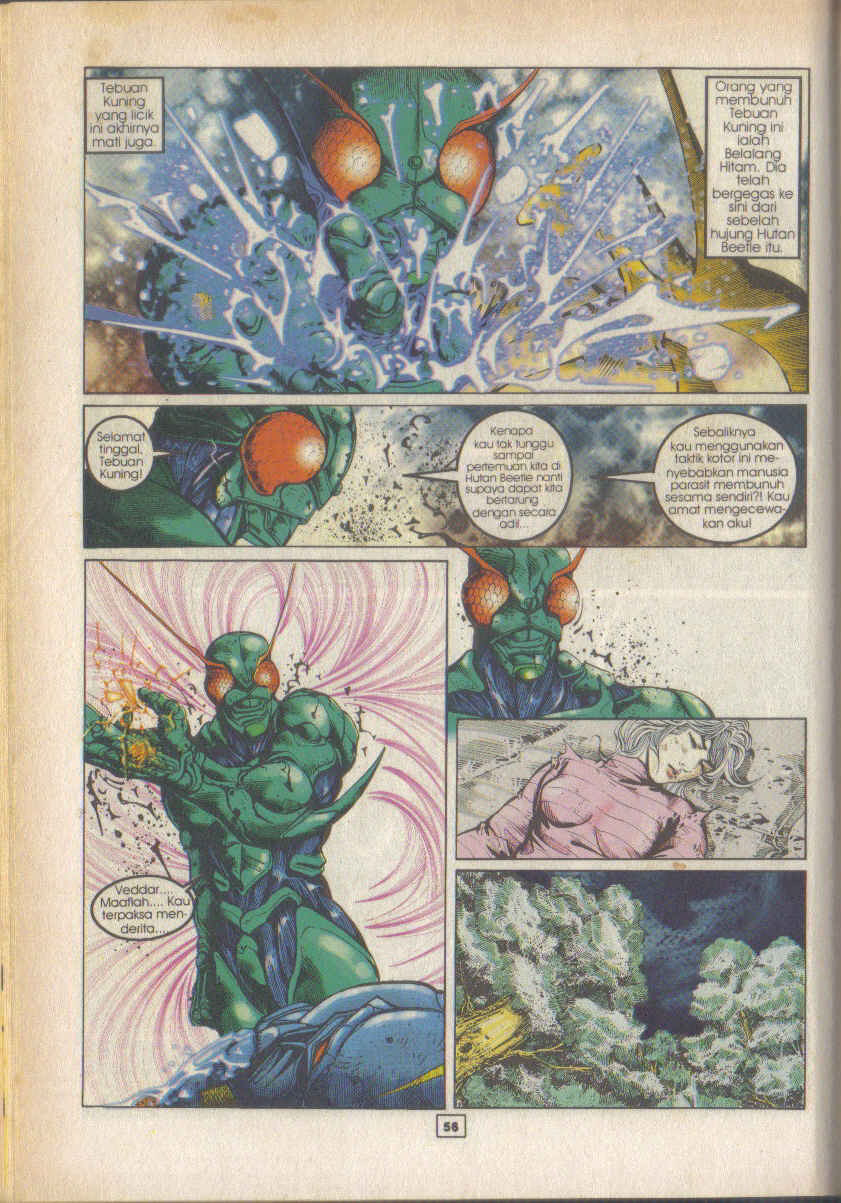 Tebuan
Kuning
yang licik
ini akhirnya
mati juga.
Orang yang
membunuh
Tebuan
Kuning ini
ialah
Belalang
Hitam. Dia
telah
bergegas ke
sini dari
sebelah
hujung Hutan
Beetle itu.
Selamat
tinggal,
Tebuan
Kuning!
Kenapa
kau tak tunggu
sampai
pertemuan kita di
Hutan Beetle nanti
supaya dapat kita
bertarung
dengan secara
adil...
Sebaliknya
kau menggunakan
taktik kotor ini me-
nyebabkan manusia
parasit membunuh
sesama sendiri?! Kau
amat mengecewa-
kan aku!
Veddar....
Maaflah.... Kau
terpaksa men-
derita....
56